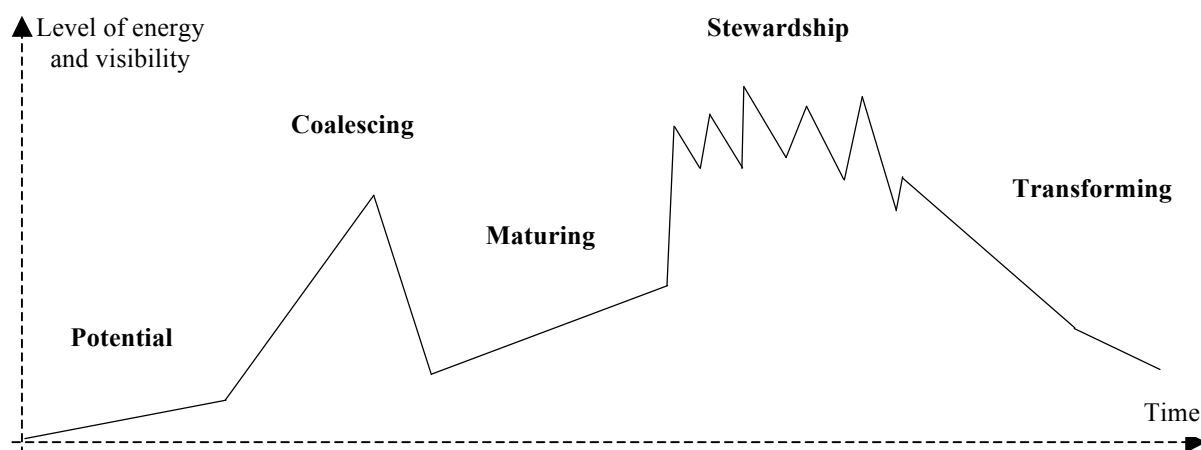 Level of energy
and visibility
Stewardship
Coalescing
Transforming
Maturing
Potential
Time